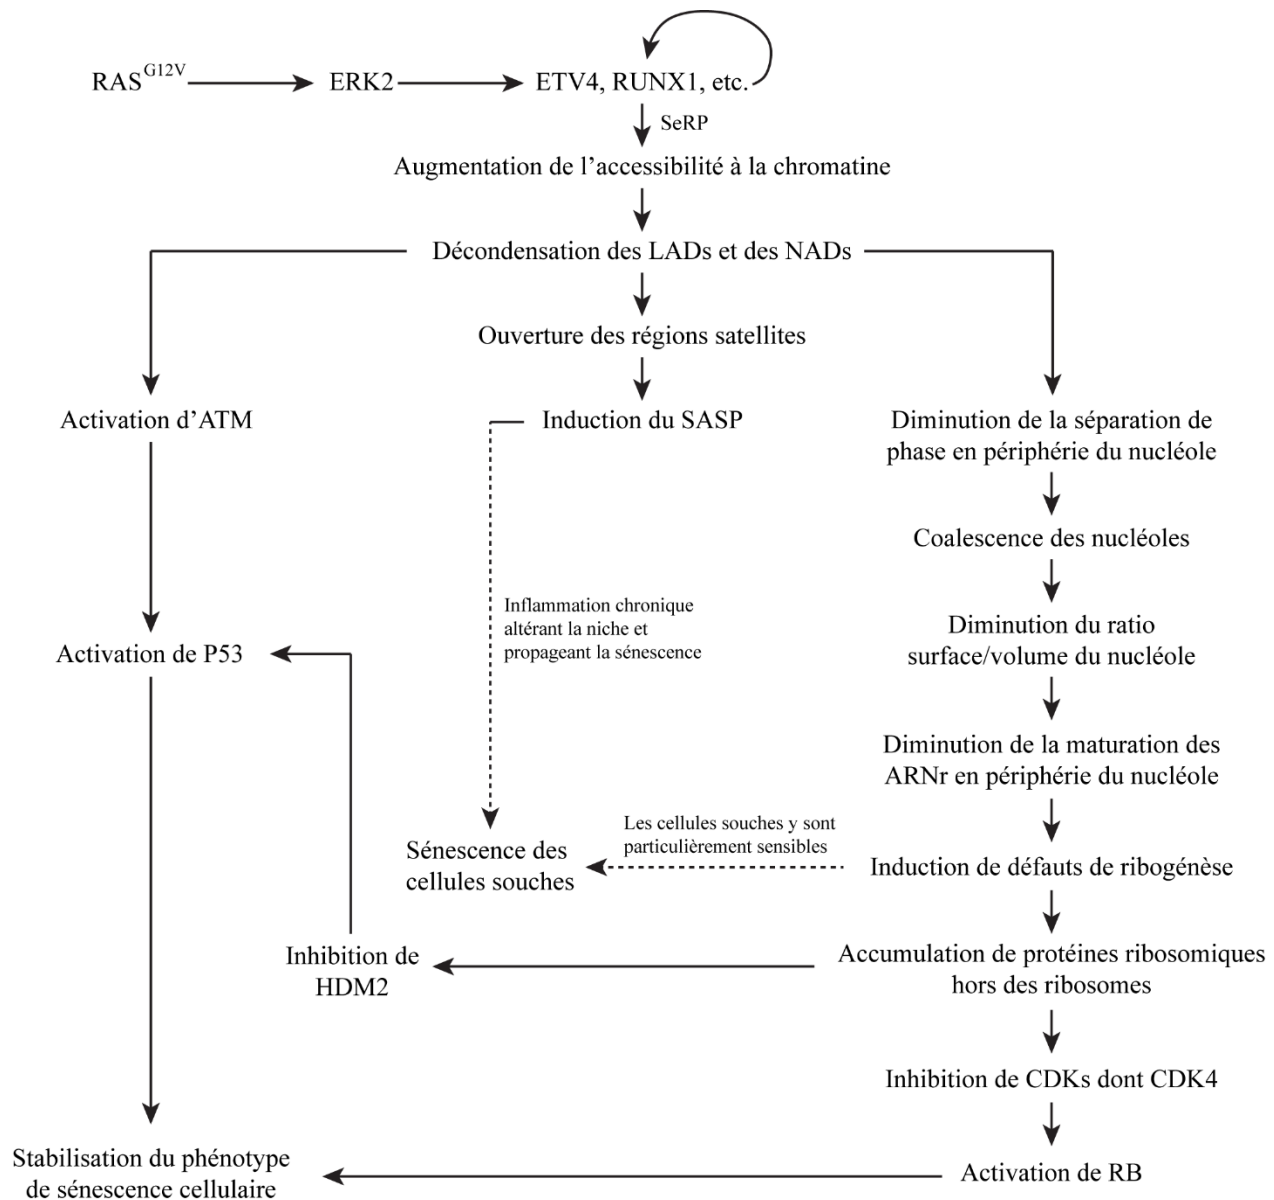 RAS^G12V
ERK2
ETV4, RUNX1, etc.
SeRP
Augmentation de l’accessibilité à la chromatine
Décondensation des LADs et des NADs
Ouverture des régions satellites
Activation d’ATM
Induction du SASP
Diminution de la séparation de
phase en périphérie du nucléole
Coalescence des nucléoles
Inflammation chronique
altérant la niche et
propageant la sénescence
Diminution du ratio
surface/volume du nucléole
Activation de P53
Diminution de la maturation des
ARNr en périphérie du nucléole
Les cellules souches y sont
particulièrement sensibles
Sénescence des
cellules souches
Induction de défauts de ribogénèse
Inhibition de
HDM2
Accumulation de protéines ribosomiques
hors des ribosomes
Inhibition de CDKs dont CDK4
Stabilisation du phénotype
de sénescence cellulaire
Activation de RB